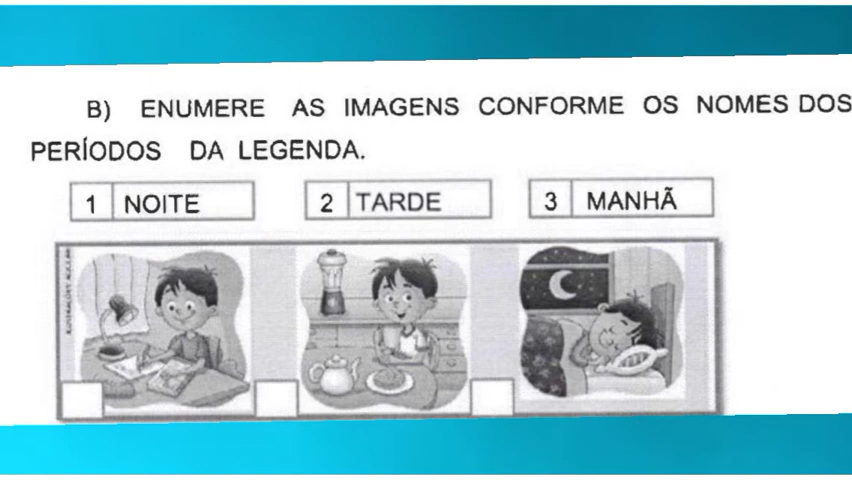 B) ENUMERE AS IMAGENS CONFORME OS NOMES DOS
PERÍODOS DA LEGENDA.
1 NOITE
2 TARDE
3 MANHÃ